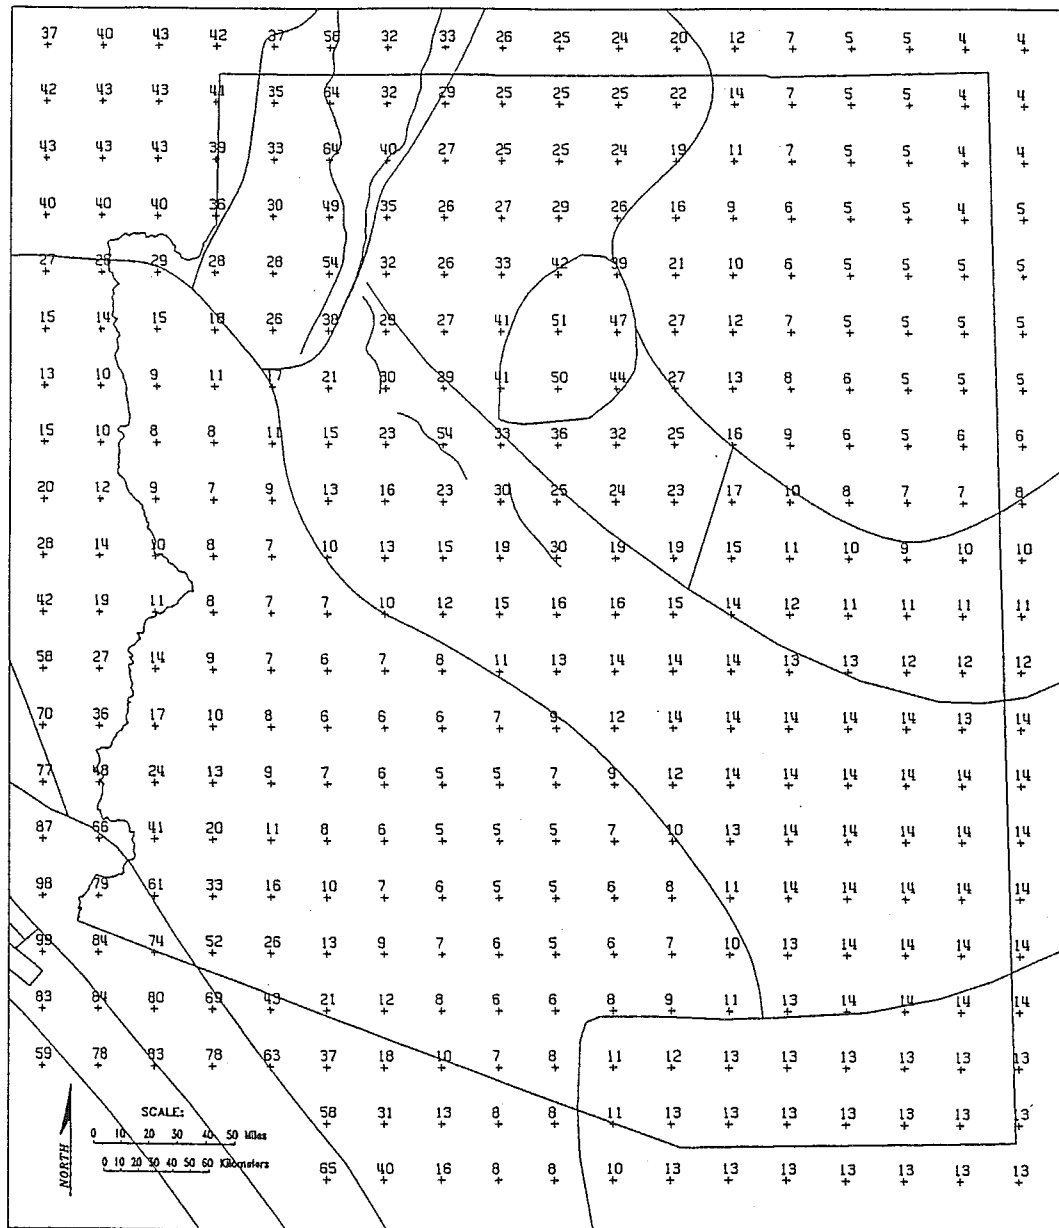 37 40 43 42 37 56 32 33 26 25 24 20 12 7 5 5 4 4
42 43 43 41 35 64 32 29 25 25 25 22 14 7 5 5 4 4
43 43 43 39 33 64 40 27 25 25 24 19 11 7 5 5 4 4
40 40 40 36 30 49 35 26 27 29 26 16 9 6 5 5 4 5
27 28 29 28 28 54 32 26 33 42 39 21 10 6 5 5 5 5
15 14 15 18 26 38 29 27 41 51 47 27 12 7 5 5 5 5
13 10 9 11 17 21 30 39 41 50 44 27 13 8 6 5 5 5
15 10 8 8 11 15 23 54 33 36 32 25 16 9 6 5 6 6
20 12 9 7 9 13 16 23 30 25 24 23 17 10 8 7 7 8
28 14 10 8 7 10 13 15 19 30 19 19 15 11 10 9 10 10
42 19 11 8 7 7 10 12 15 16 16 15 14 12 11 11 11 11
58 27 14 9 7 6 7 8 11 13 14 14 14 13 13 12 12 12
70 36 17 10 8 6 6 6 7 9 12 14 14 14 14 14 13 14
77 48 24 13 9 7 6 5 5 7 9 12 14 14 14 14 14 14
87 66 41 20 11 8 6 5 5 5 7 10 13 14 14 14 14 14
98 79 61 33 16 10 7 6 5 5 6 8 11 14 14 14 14 14
99 84 74 52 26 13 9 7 6 5 6 7 10 13 14 14 14 14
83 84 80 69 43 21 12 8 6 6 8 9 11 13 14 14 14 14
59 78 83 78 63 37 18 10 7 8 11 12 13 13 13 13 13 13
58 31 13 8 8 11 13 13 13 13 13 13 13
65 40 16 8 8 10 13 13 13 13 13 13 13
NORTH
SCALE:
0 10 20 30 40 50 Miles
0 10 20 30 40 50 60 Kilometers